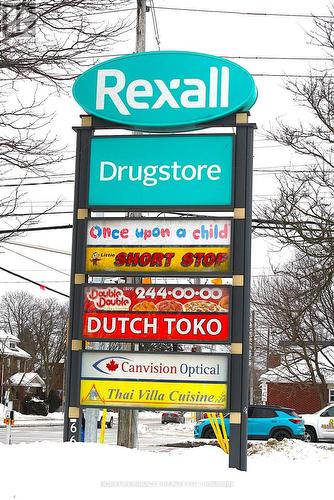 Rexall
Drugstore
Once upon a child
Little SHORT STOP
Double Double 244-00-00
DUTCH TOKO
Canvision Optical
Thai Villa Cuisine